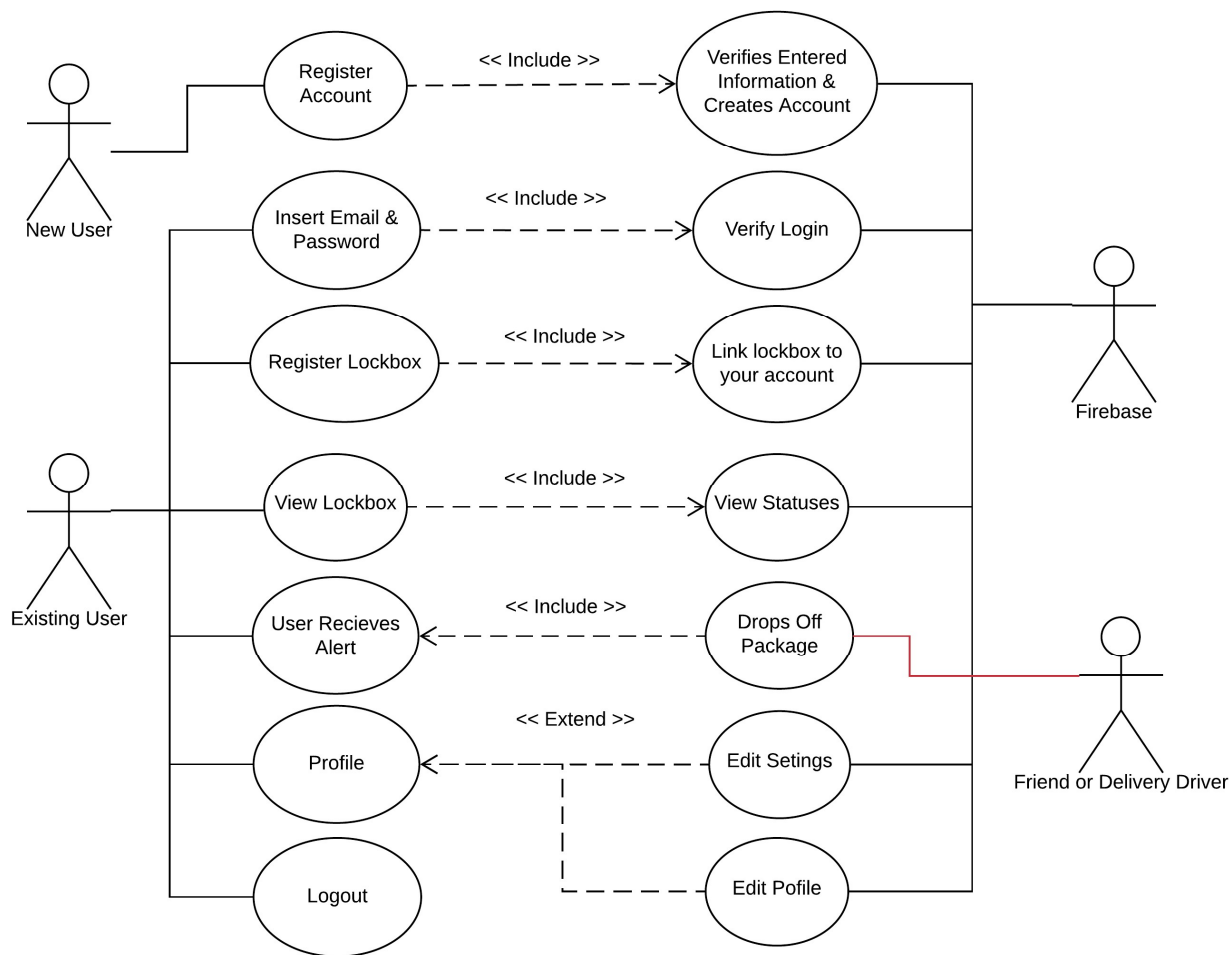 Register
Account
<< Include >>
Verifies Entered
Information &
Creates Account
New User
Insert Email &
Password
<< Include >>
Verify Login
Register Lockbox
<< Include >>
Link lockbox to
your account
Firebase
Existing User
View Lockbox
<< Include >>
View Statuses
User Recieves
Alert
<< Include >>
Drops Off
Package
Friend or Delivery Driver
Profile
<< Extend >>
Edit Setings
Logout
Edit Pofile